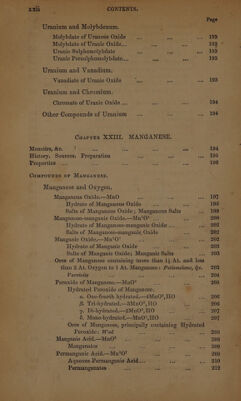 xxii CONTENTS.
Page
Uranium and Molybdenum.
Molybdate of Uranous Oxide ... 192
Molybdate of Uranic Oxide... 192
Uranic Sulphomolybdate ... 193
Uranic Persulphomolybdate... 193
Uranium and Vanadium.
Vanadiate of Uranic Oxide ... 193
Uranium and Chromium.
Chromate of Uranic Oxide ... 194
Other Compounds of Uranium ... 194
CHAPTER XXIII. MANGANESE.
Memoirs, &c. ... 194
History. Sources. Preparation ... 195
Properties ... 196
COMPOUNDS OF MANGANESE.
Manganese and Oxygen.
Manganous Oxide.—MnO ... 197
Hydrate of Manganous Oxide ... 198
Salts of Manganous Oxide; Manganous Salts ... 199
Manganoso-manganic Oxide.—Mn³O⁴ ... 200
Hydrate of Manganoso-manganic Oxide ... 202
Salts of Manganoso-manganic Oxide ... 202
Manganic Oxide.—Mn²O³ ... 202
Hydrate of Manganic Oxide ... 203
Salts of Manganic Oxide; Manganic Salts ... 203
Ores of Manganese containing more than 1½ At. and less
than 2 At. Oxygen to 1 At. Manganese: Psilomelane, &c. 203
Varvicite ... 204
Peroxide of Manganese.—MnO² ... 206
Hydrated Peroxide of Manganese.
α. One-fourth hydrated.—4MnO²,HO ... 206
β. Tri-hydrated.—3MnO²,HO ... 206
γ. Di-hydrated.—2MnO²,HO ... 207
δ. Mono-hydrated.—MnO²,HO ... 207
Ores of Manganese, principally containing Hydrated
Peroxide: Wad ... 208
Manganic Acid.—MnO³ ... 208
Manganates ... 208
Permanganic Acid.—Mn²O⁷ ... 209
Aqueous Permanganic Acid... 210
Permanganates ... 212